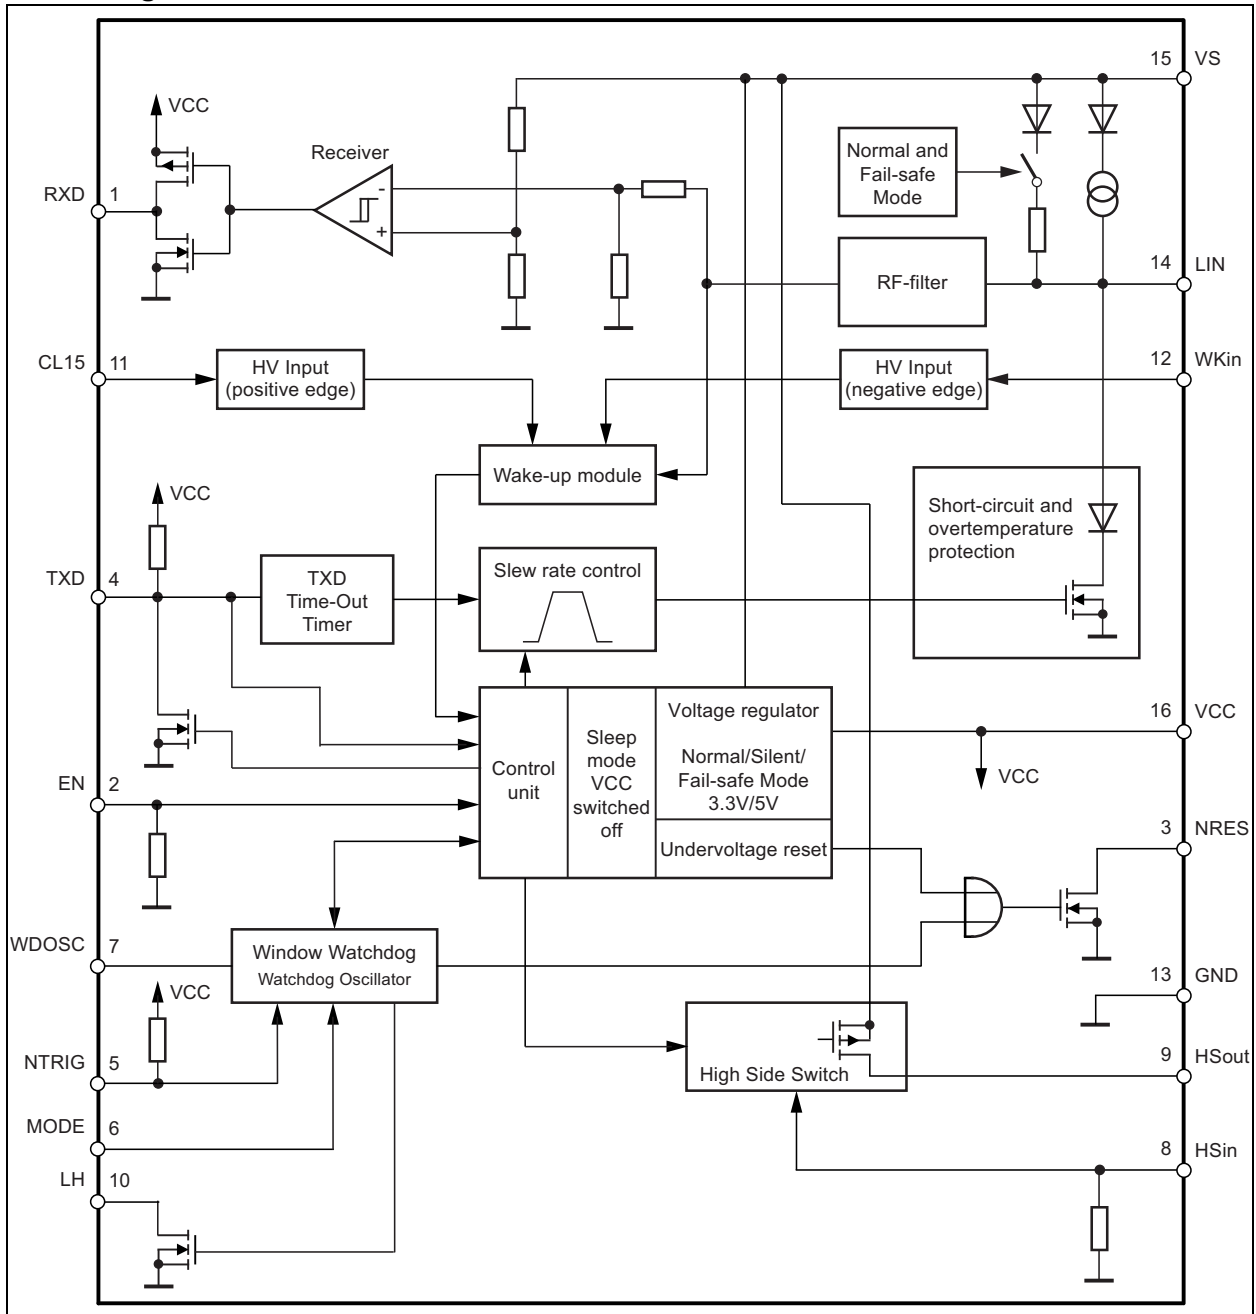 15 VS
VCC
Receiver
Normal and
Fail-safe
Mode
RXD 1
-
+
14 LIN
RF-filter
CL15 11
HV Input
(positive edge)
HV Input
(negative edge)
12 WKin
Wake-up module
VCC
Short-circuit and
overtemperature
protection
TXD 4
TXD
Time-Out
Timer
Slew rate control
Voltage regulator
16 VCC
Sleep
mode
VCC
switched
off
Normal/Silent/
Fail-safe Mode
3.3V/5V
Control
unit
VCC
EN 2
3 NRES
Undervoltage reset
WDOSC 7
Window Watchdog
Watchdog Oscillator
13 GND
VCC
NTRIG 5
9 HSout
High Side Switch
MODE 6
8 HSin
LH 10